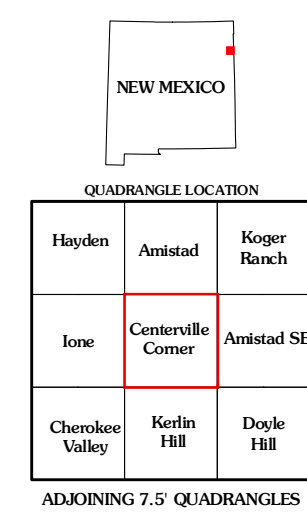 NEW MEXICO
QUADRANGLE LOCATION
Hayden
Amistad
Koger
Ranch
Ione
Centerville
Corner
Amistad SE
Cherokee
Valley
Kerlin
Hill
Doyle
Hill
ADJOINING 7.5' QUADRANGLES